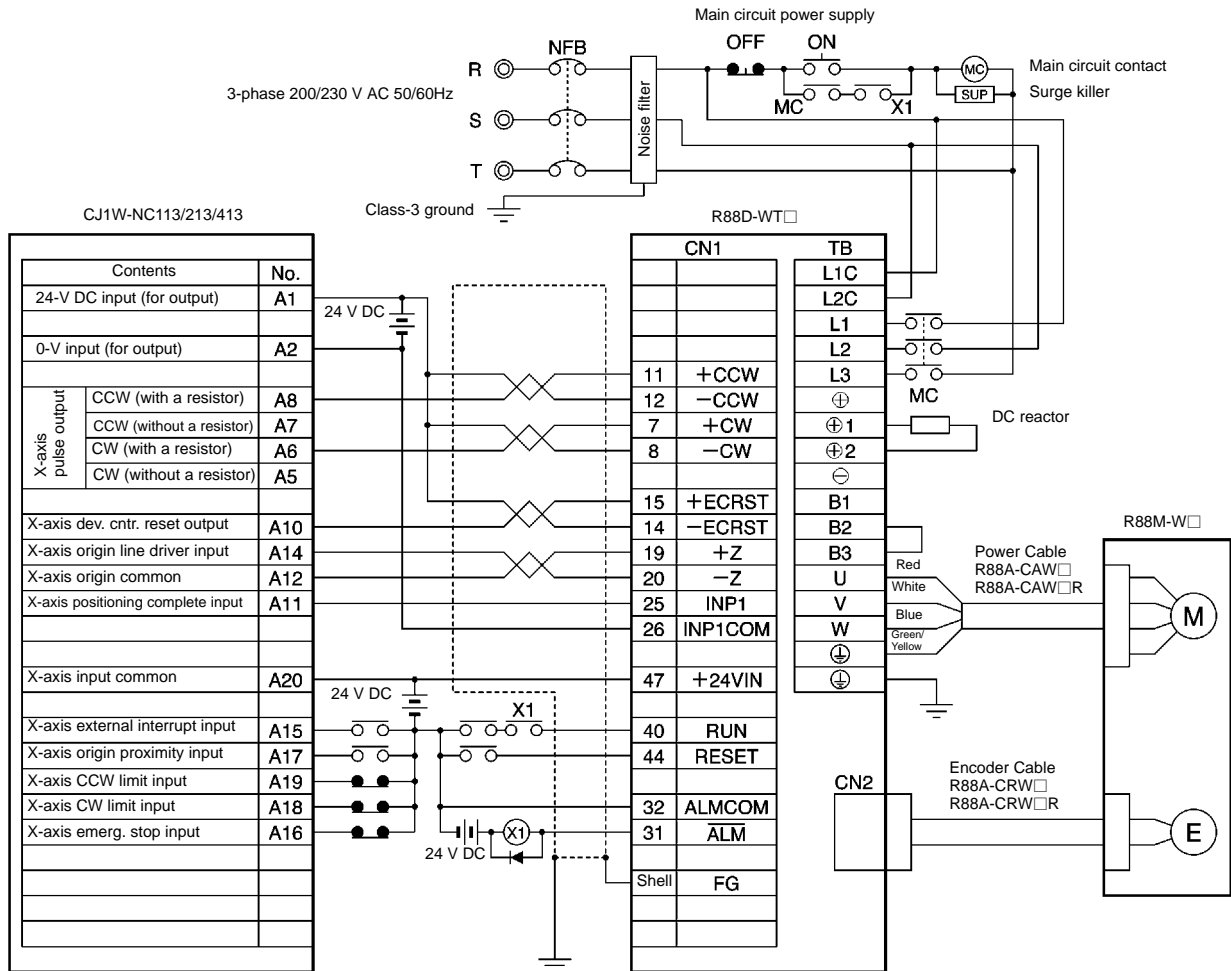 Main circuit power supply
NFB
OFF
ON
R
MC
Main circuit contact
3-phase 200/230 V AC 50/60Hz
SUP
Surge killer
MC
X1
S
Noise filter
T
Class-3 ground
CJ1W-NC113/213/413
R88D-WT□
CN1
TB
Contents
No.
L1C
24-V DC input (for output)
A1
24 V DC
L2C
L1
0-V input (for output)
A2
L2
11
+CCW
L3
MC
X-axis pulse output
CCW (with a resistor)
A8
12
−CCW
⊕
CCW (without a resistor)
A7
7
+CW
⊕1
DC reactor
CW (with a resistor)
A6
8
−CW
⊕2
CW (without a resistor)
A5
⊖
15
+ECRST
B1
X-axis dev. cntr. reset output
A10
14
−ECRST
B2
R88M-W□
X-axis origin line driver input
A14
19
+Z
B3
Red
Power Cable
R88A-CAW□
R88A-CAW□R
X-axis origin common
A12
20
−Z
U
White
X-axis positioning complete input
A11
25
INP1
V
Blue
M
26
INP1COM
W
Green/
Yellow
X-axis input common
A20
24 V DC
47
+24VIN
X1
X-axis external interrupt input
A15
40
RUN
X-axis origin proximity input
A17
44
RESET
X-axis CCW limit input
A19
CN2
Encoder Cable
R88A-CRW□
R88A-CRW□R
X-axis CW limit input
A18
32
ALMCOM
X-axis emerg. stop input
A16
24 V DC
X1
31
ALM
E
Shell
FG